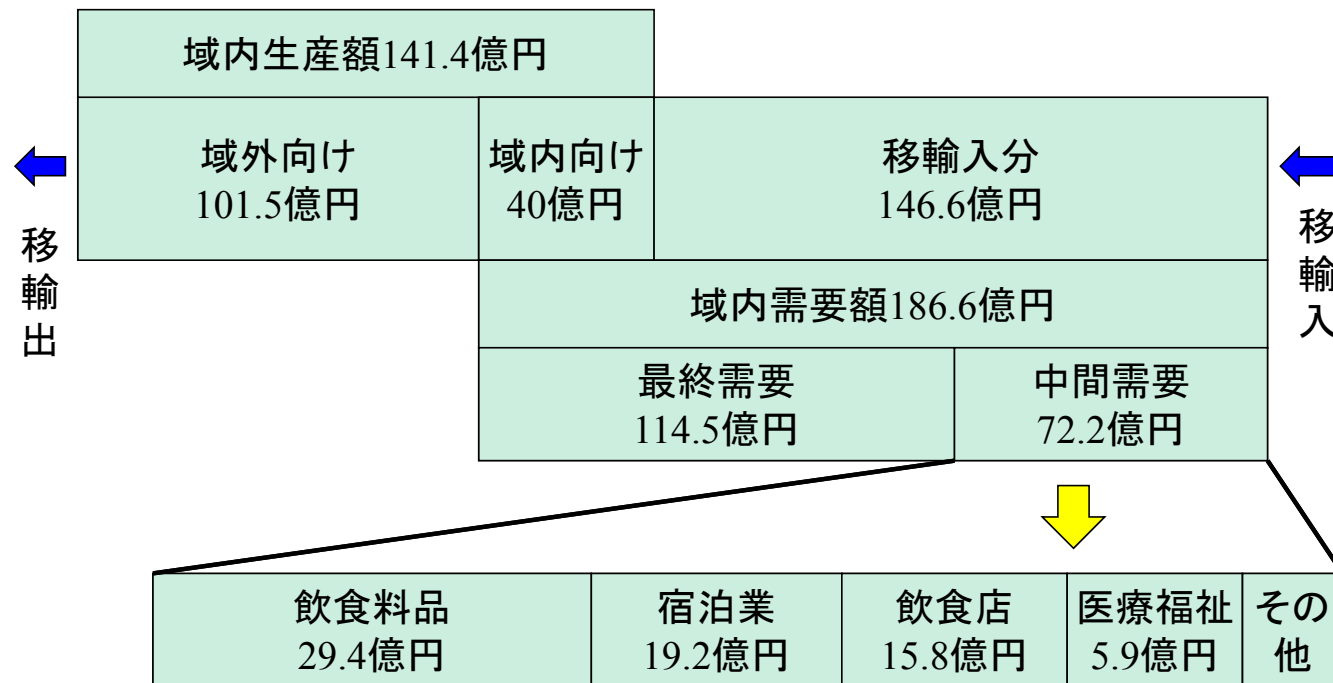 域内生産額141.4億円
域外向け
101.5億円
域内向け
40億円
移輸入分
146.6億円
移輸出
移輸入
域内需要額186.6億円
最終需要
114.5億円
中間需要
72.2億円
飲食料品
29.4億円
宿泊業
19.2億円
飲食店
15.8億円
医療福祉
5.9億円
その
他